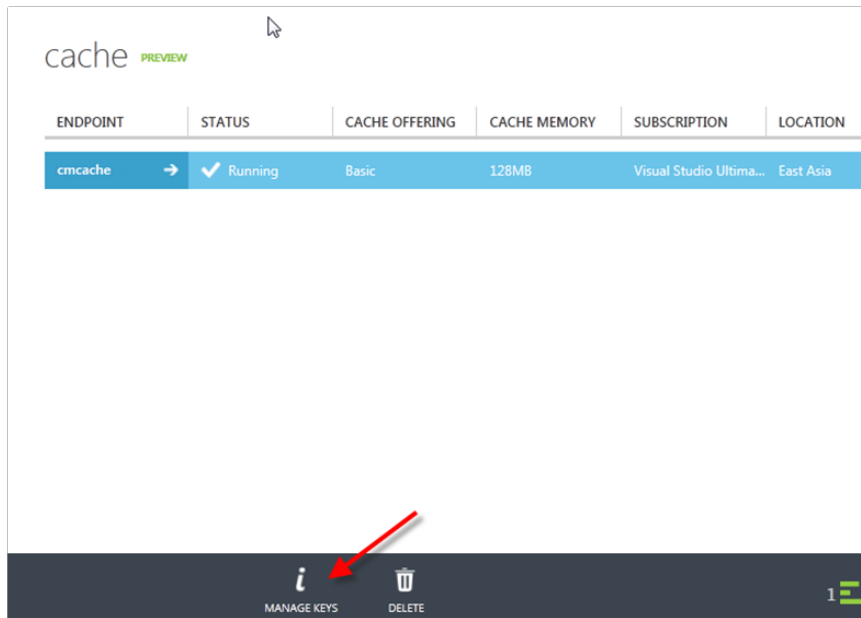 cache PREVIEW
ENDPOINT STATUS CACHE OFFERING CACHE MEMORY SUBSCRIPTION LOCATION
cmcache Running Basic 128MB Visual Studio Ultima... East Asia
MANAGE KEYS DELETE
1